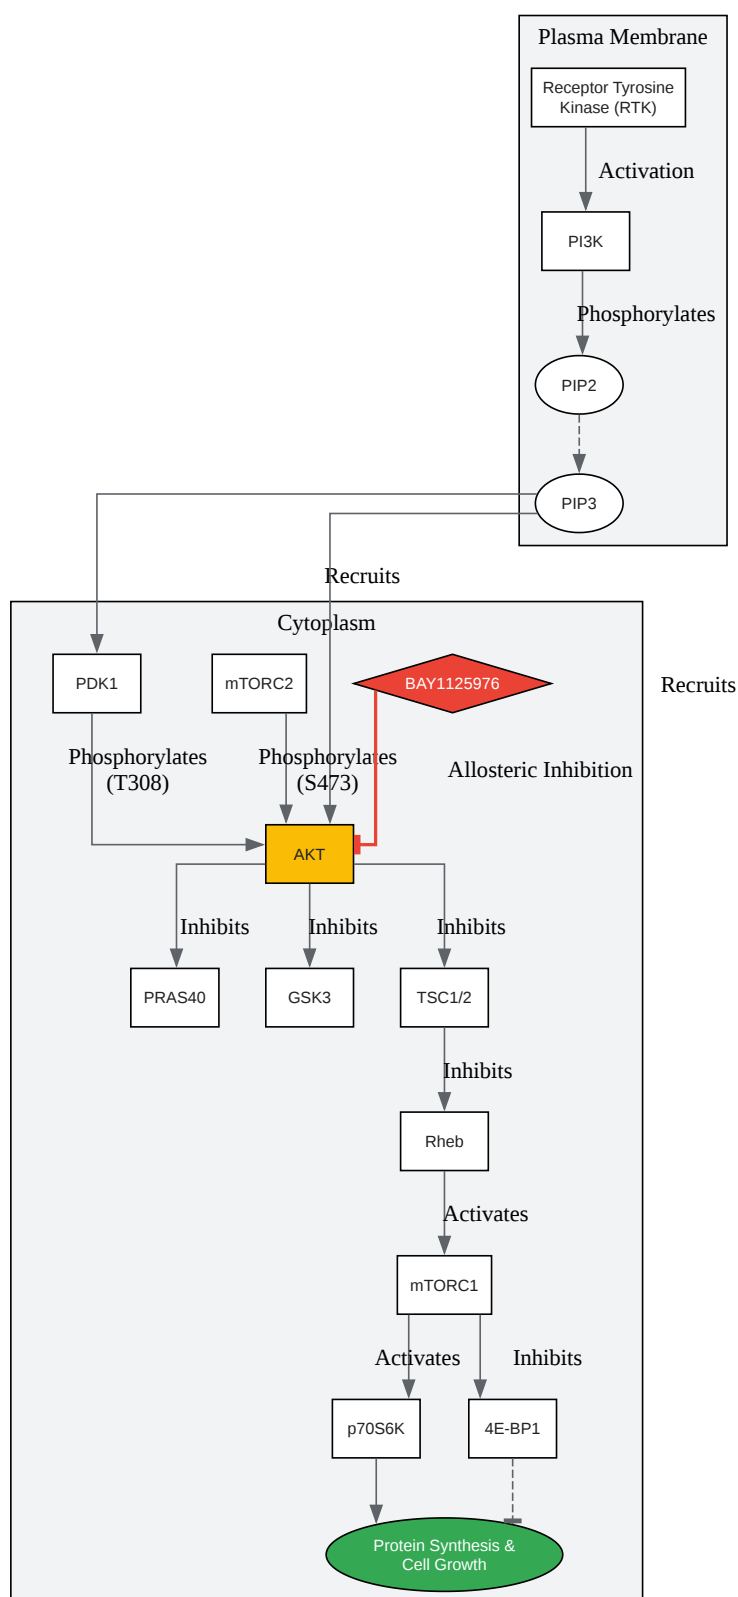 Plasma Membrane
Receptor Tyrosine
Kinase (RTK)
Activation
PI3K
Phosphorylates
PIP2
PIP3
Recruits
Cytoplasm
PDK1
mTORC2
BAY1125976
Recruits
Phosphorylates
(T308)
Phosphorylates
(S473)
Allosteric Inhibition
AKT
Inhibits
Inhibits
Inhibits
PRAS40
GSK3
TSC1/2
Inhibits
Rheb
Activates
mTORC1
Activates
Inhibits
p70S6K
4E-BP1
Protein Synthesis &
Cell Growth